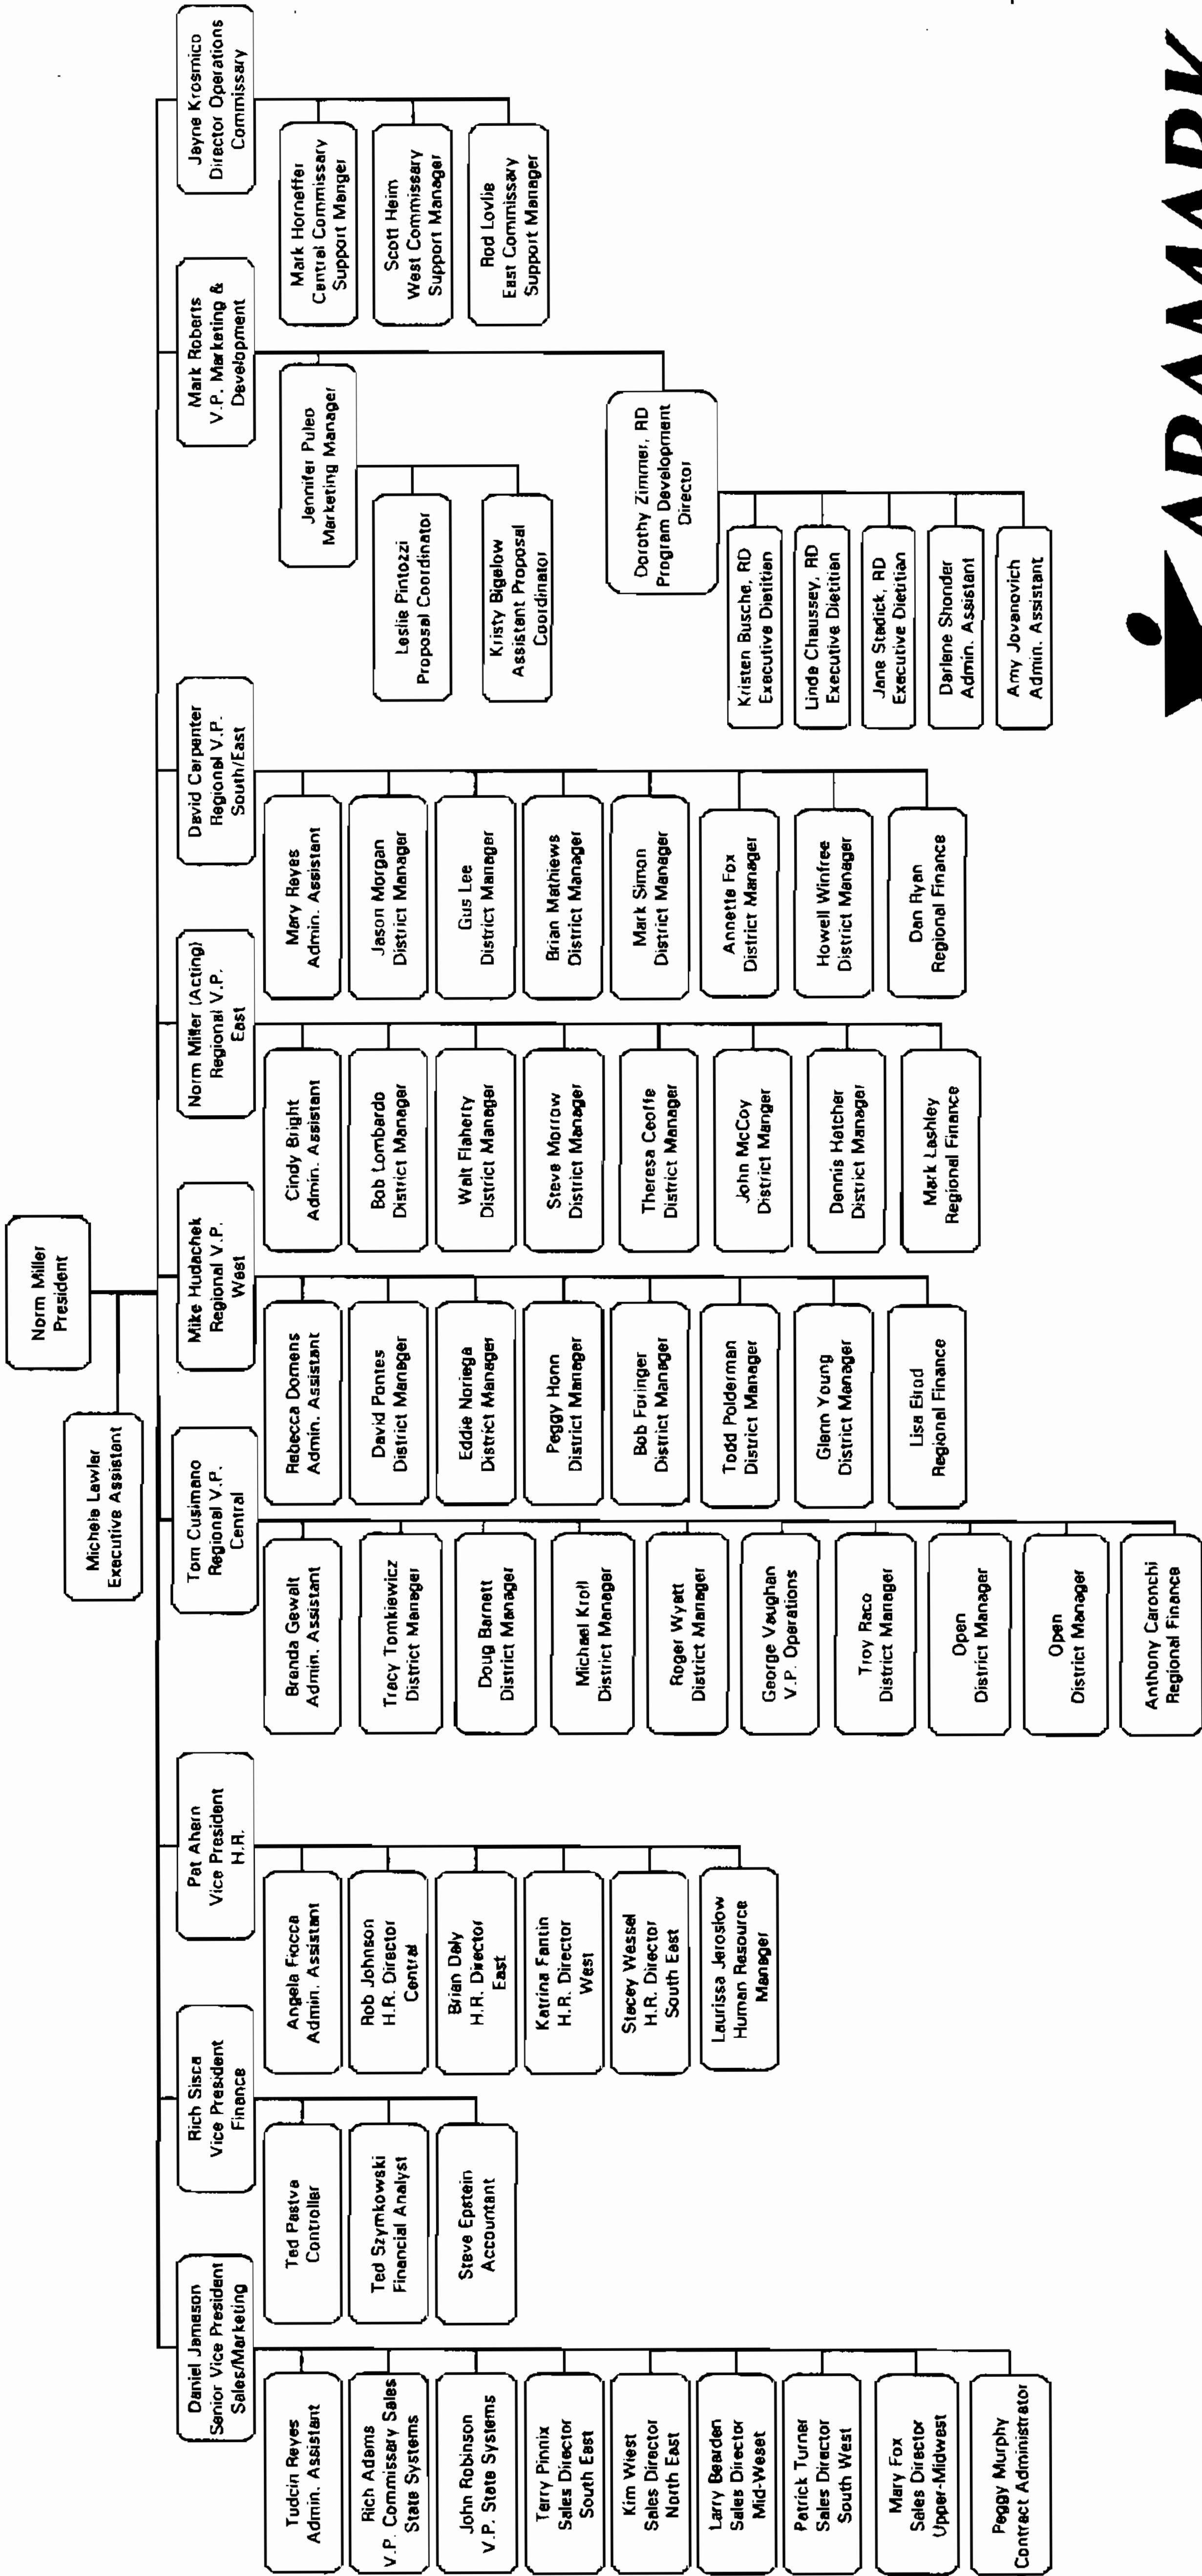 Norm Miller
President
Michele Lawler
Executive Assistant
Daniel Jameson
Senior Vice President
Sales/Marketing
Tudcin Reyes
Admin. Assistant
Rich Adams
V.P. Commissary Sales
State Systems
John Robinson
V.P. State Systems
Terry Pinnix
Sales Director
South East
Kim Wiest
Sales Director
North East
Larry Bearden
Sales Director
Mid-Weset
Patrick Turner
Sales Director
South West
Mary Fox
Sales Director
Upper-Midwest
Peggy Murphy
Contract Administrator
Rich Sisca
Vice President
Finance
Ted Pastva
Controller
Ted Szymkowski
Financial Analyst
Steve Epstein
Accountant
Pat Ahern
Vice President
H.R.
Angela Fiocca
Admin. Assistant
Rob Johnson
H.R. Director
Central
Brian Daly
H.R. Director
East
Katrina Fantin
H.R. Director
West
Stacey Wessel
H.R. Director
South East
Laurissa Jaroslow
Human Resource
Manager
Tom Cusimano
Regional V.P.
Central
Brenda Gewalt
Admin. Assistant
Tracy Tomkiewicz
District Manager
Doug Barnett
District Manager
Michael Kroll
District Manager
Roger Wyatt
District Manager
George Vaughan
V.P. Operations
Troy Raco
District Manager
Open
District Manager
Open
District Manager
Anthony Caronchi
Regional Finance
Mike Hudachek
Regional V.P.
West
Rebecca Domens
Admin. Assistant
David Pontes
District Manager
Eddie Noriega
District Manager
Peggy Honn
District Manager
Bob Foringer
District Manager
Todd Polderman
District Manager
Glenn Young
District Manager
Lisa Elrod
Regional Finance
Norm Miller (Acting)
Regional V.P.
East
Cindy Bright
Admin. Assistant
Bob Lombardo
District Manager
Walt Flaherty
District Manager
Steve Morrow
District Manager
Theresa Ceoffe
District Manager
John McCoy
District Manger
Dennis Hatcher
District Manager
Mark Lashley
Regional Finance
David Carpenter
Regional V.P.
South/East
Mary Reyes
Admin. Assistant
Jason Morgan
District Manager
Gus Lee
District Manager
Brian Mathiews
District Manager
Mark Simon
District Manager
Annette Fox
District Manager
Howell Winfree
District Manager
Dan Ryan
Regional Finance
Mark Roberts
V.P. Marketing &
Development
Jennifer Puleo
Marketing Manager
Leslie Pintozzi
Proposal Coordinator
Kristy Bigelow
Assistant Proposal
Coordinator
Dorothy Zimmer, RD
Program Development
Director
Kristen Busche, RD
Executive Dietitian
Linda Chaussey, RD
Executive Dietitian
Jane Stadick, RD
Executive Dietitian
Darlene Shonder
Admin. Assistant
Amy Jovanovich
Admin. Assistant
Jayne Krosmico
Director Operations
Commissary
Mark Horneffer
Central Commissary
Support Manger
Scott Heim
West Commissary
Support Manager
Rod Lovlie
East Commissary
Support Manager
ARAMARK